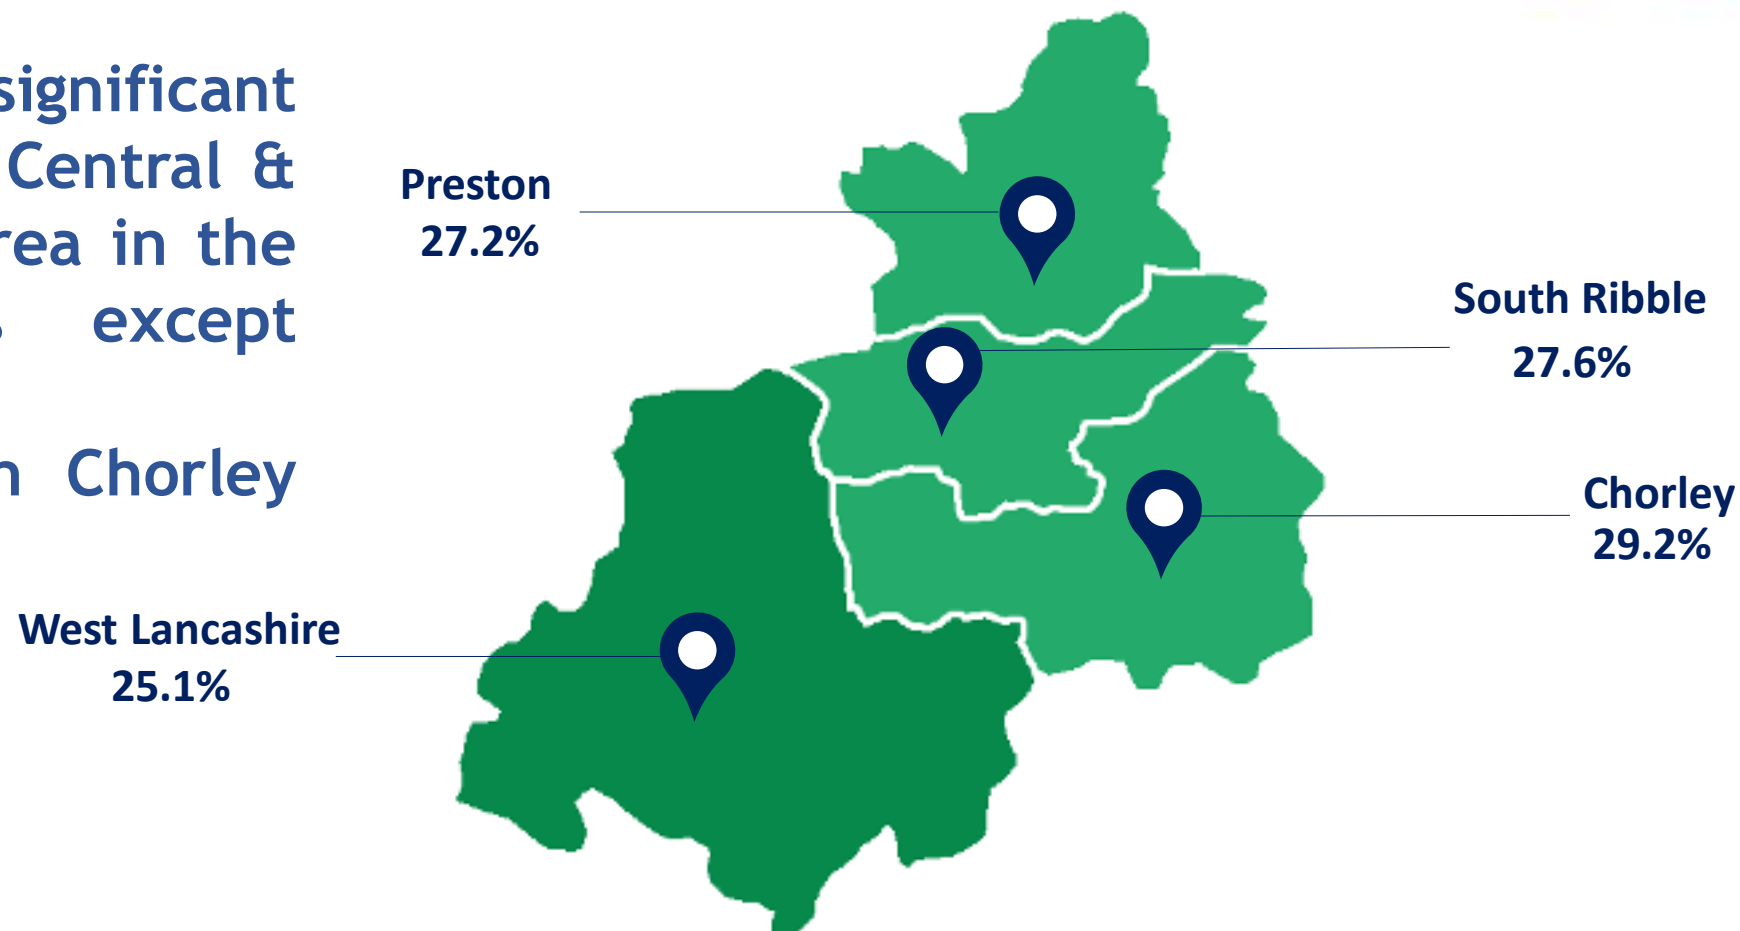 significant
Central &
rea in the
except
Chorley
Preston
27.2%
South Ribble
27.6%
Chorley
29.2%
West Lancashire
25.1%